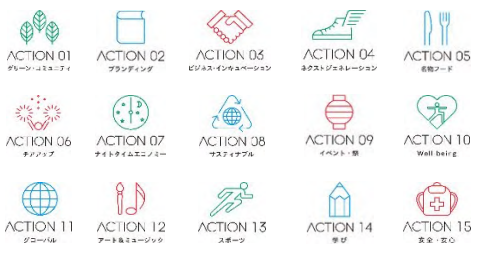 ACTION 01
グリーン・コミュニティ
ACTION 02
ブランディング
ACTION 03
ビジネス・インキュベーション
ACTION 04
ネクストジェネレーション
ACTION 05
名物フード
ACTION 06
チアアップ
ACTION 07
ナイトタイムエコノミー
ACTION 08
サスティナブル
ACTION 09
イベント・祭
ACTION 10
Well being
ACTION 11
グローバル
ACTION 12
アート&ミュージック
ACTION 13
スポーツ
ACTION 14
学び
ACTION 15
安全・安心